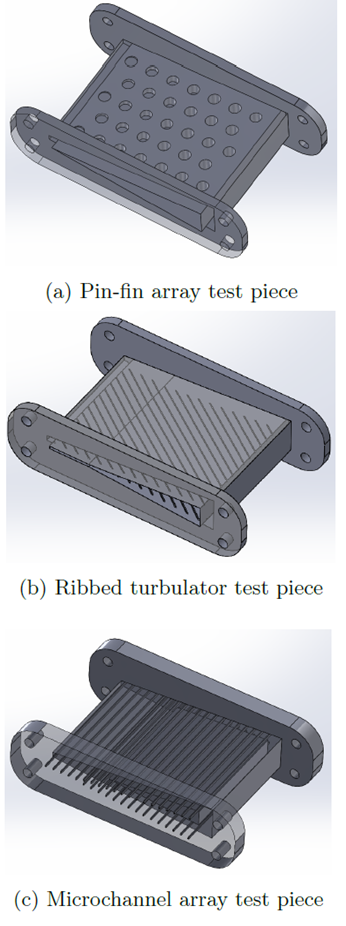 (a) Pin-fin array test piece
(b) Ribbed turbulator test piece
(c) Microchannel array test piece